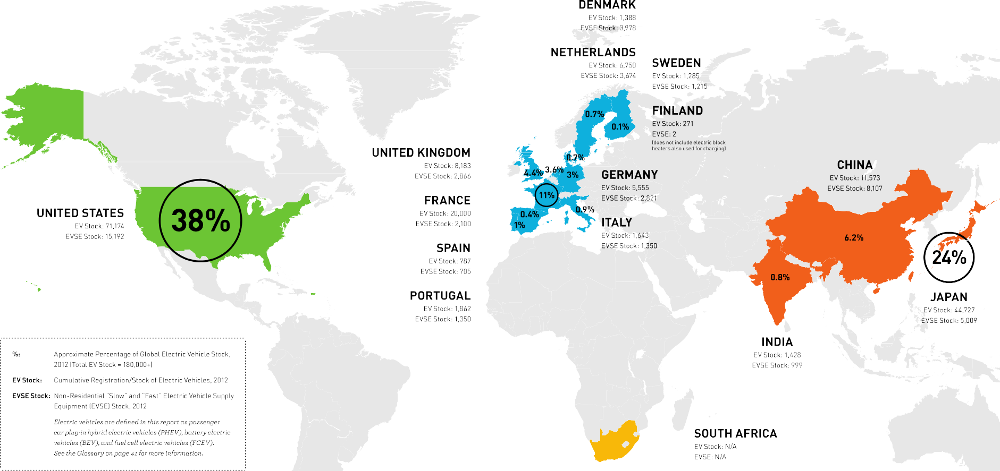 DENMARK
EV Stock: 1,388
EVSE Stock: 3,978
NETHERLANDS
EV Stock: 6,750
EVSE Stock: 3,674
SWEDEN
EV Stock: 1,285
EVSE Stock: 1,215
FINLAND
EV Stock: 271
EVSE: 2
(does not include electric block
heaters also used for charging)
0.7%
0.1%
UNITED KINGDOM
EV Stock: 8,183
EVSE Stock: 2,866
0.7%
4.4%
3.6%
3%
11%
GERMANY
EV Stock: 5,555
EVSE Stock: 2,821
FRANCE
EV Stock: 20,000
EVSE Stock: 2,100
0.9%
0.4%
1%
ITALY
EV Stock: 1,643
EVSE Stock: 1,350
SPAIN
EV Stock: 787
EVSE Stock: 705
PORTUGAL
EV Stock: 1,862
EVSE Stock: 1,350
UNITED STATES
EV Stock: 71,174
EVSE Stock: 15,192
38%
CHINA
EV Stock: 11,573
EVSE Stock: 8,107
6.2%
24%
JAPAN
EV Stock: 44,727
EVSE Stock: 5,009
0.8%
INDIA
EV Stock: 1,428
EVSE Stock: 999
SOUTH AFRICA
EV Stock: N/A
EVSE: N/A
%: Approximate Percentage of Global Electric Vehicle Stock,
2012 (Total EV Stock = 180,000+)
EV Stock: Cumulative Registration/Stock of Electric Vehicles, 2012
EVSE Stock: Non-Residential "Slow" and "Fast" Electric Vehicle Supply
Equipment (EVSE) Stock, 2012
Electric vehicles are defined in this report as passenger
car plug-in hybrid electric vehicles (PHEV), battery electric
vehicles (BEV), and fuel cell electric vehicles (FCEV).
See the Glossary on page 41 for more information.